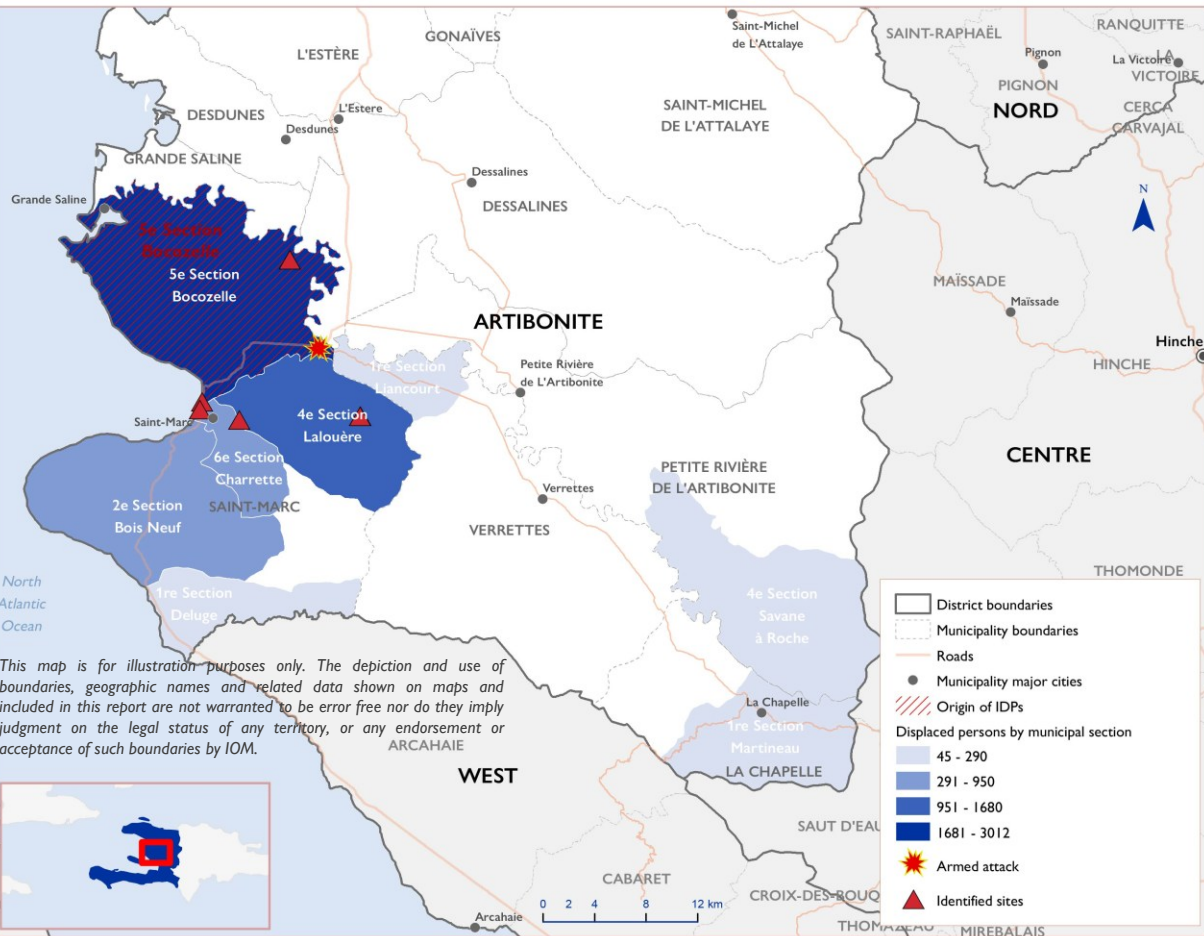 Saint-Michel
de L'Attalaye
GONAÏVES
SAINT-RAPHAËL
RANQUITTE
L'ESTÈRE
Pignon
La Victoire
LA
VICTOIRE
PIGNON
NORD
CERCA
CARVAJAL
DESDUNES
L'Estere
Desdunes
SAINT-MICHEL
DE L'ATTALAYE
GRANDE SALINE
Dessalines
DESSALINES
Grande Saline
N
5e Section
Bocozelle
5e Section
Bocozelle
MAÏSSADE
Maïssade
ARTIBONITE
Hinche
HINCHE
1re Section
Liancourt
Petite Rivière
de L'Artibonite
4e Section
Lalouère
Saint-Marc
6e Section
Charrette
CENTRE
PETITE RIVIÈRE
DE L'ARTIBONITE
2e Section
Bois Neuf
SAINT-MARC
Verrettes
VERRETTES
THOMONDE
North
Atlantic
Ocean
1re Section
Deluge
4e Section
Savane
à Roche
This map is for illustration purposes only. The depiction and use of
boundaries, geographic names and related data shown on maps and
included in this report are not warranted to be error free nor do they imply
judgment on the legal status of any territory, or any endorsement or
acceptance of such boundaries by IOM.
La Chapelle
1re Section
Martineau
LA CHAPELLE
ARCAHAIE
WEST
SAUT D'EAU
CABARET
CROIX-DES-BOUQ
THOMAZEAU
MIREBALAIS
Arcahaie
0 2 4 8 12 km
District boundaries
Municipality boundaries
Roads
Municipality major cities
Origin of IDPs
Displaced persons by municipal section
45 - 290
291 - 950
951 - 1680
1681 - 3012
Armed attack
Identified sites